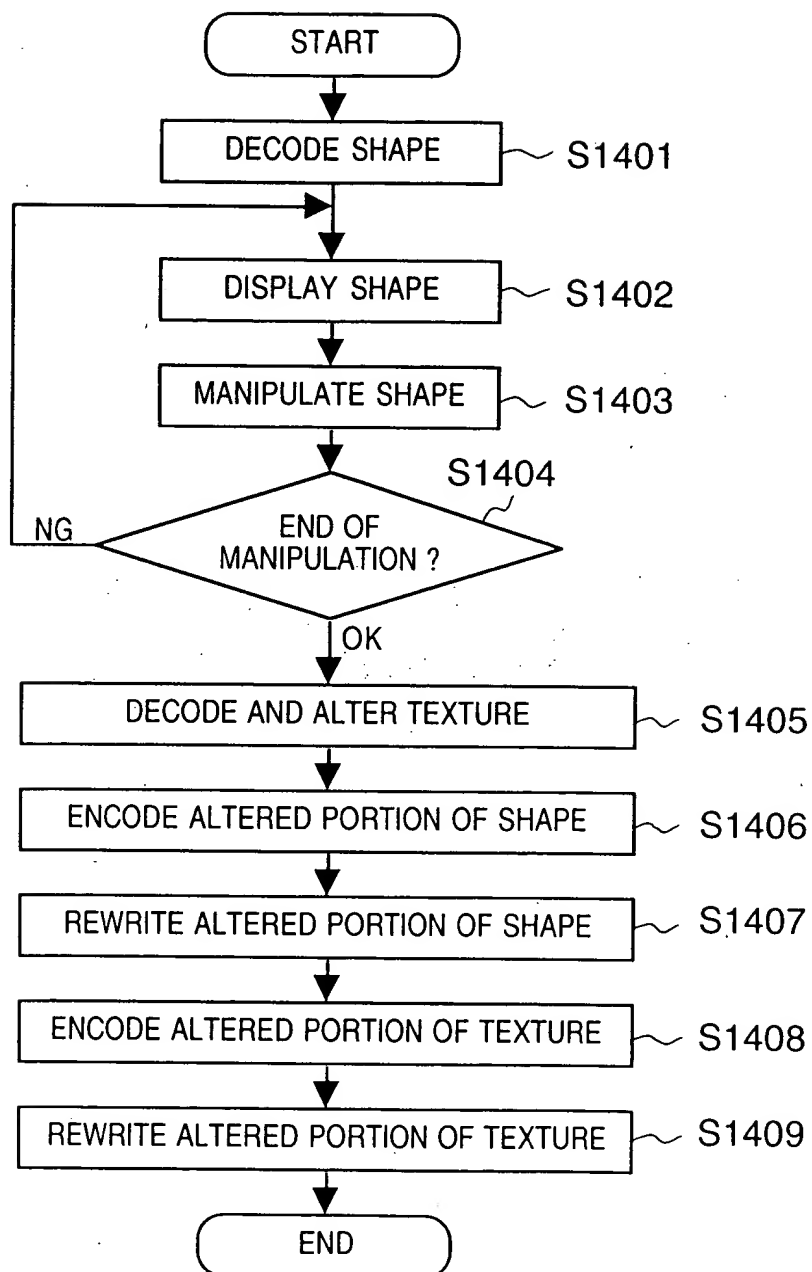 START
DECODE SHAPE
S1401
DISPLAY SHAPE
S1402
MANIPULATE SHAPE
S1403
S1404
END OF
MANIPULATION ?
NG
OK
DECODE AND ALTER TEXTURE
S1405
ENCODE ALTERED PORTION OF SHAPE
S1406
REWRITE ALTERED PORTION OF SHAPE
S1407
ENCODE ALTERED PORTION OF TEXTURE
S1408
REWRITE ALTERED PORTION OF TEXTURE
S1409
END